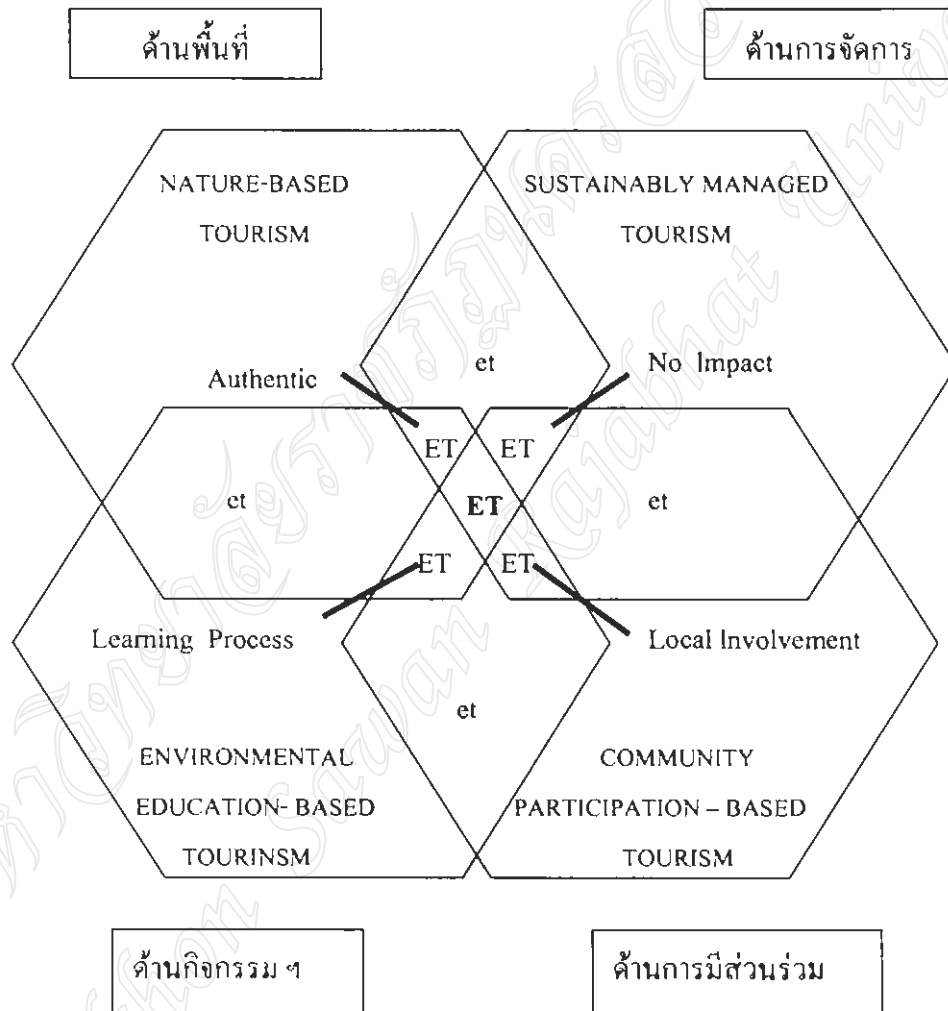 ด้านพื้นที่
ด้านการจัดการ
NATURE-BASED
TOURISM
SUSTAINABLY MANAGED
TOURISM
Authentic
et
No Impact
ET
ET
et
ET
et
ET
ET
Learning Process
Local Involvement
et
ENVIRONMENTAL
EDUCATION- BASED
TOURINSM
COMMUNITY
PARTICIPATION – BASED
TOURISM
ด้านกิจกรรม ฯ
ด้านการมีส่วนร่วม